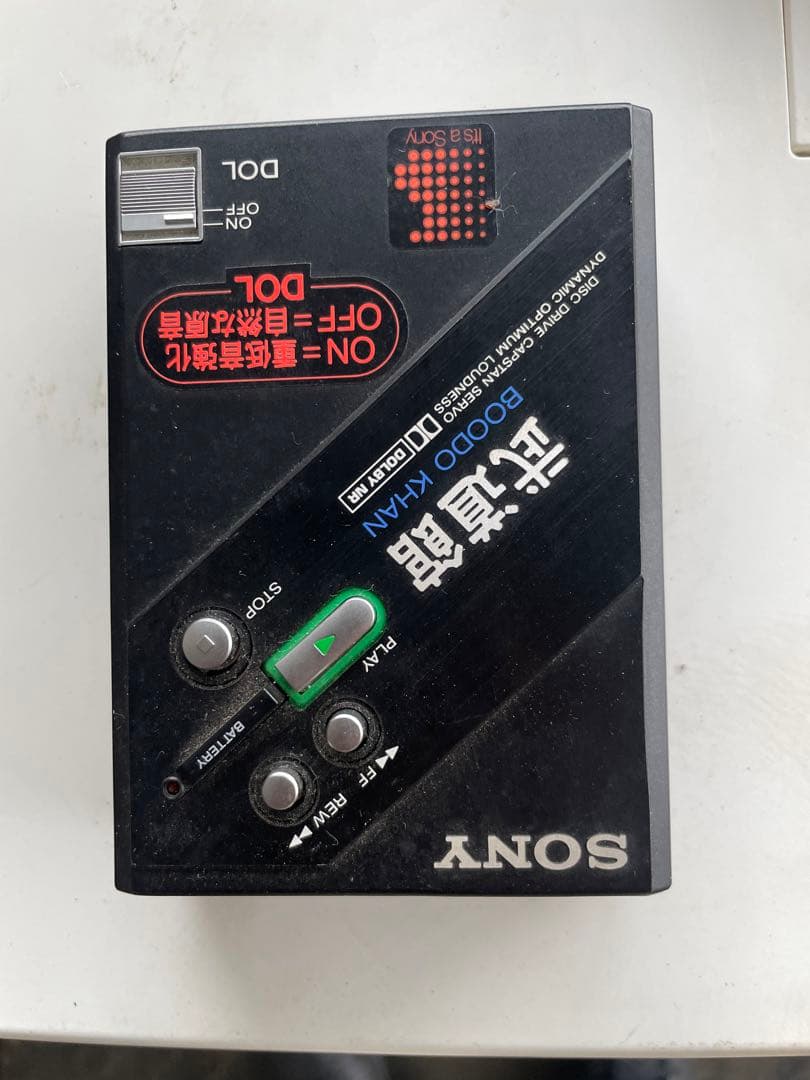 SONY
REW
FF
PLAY
BATTERY
STOP
武道館
BOODO KHAN
DOLBY NR
DISC DRIVE CAPSTAN SERVO
DYNAMIC OPTIMUM LOUDNESS
ON=重低音強化
OFF=自然な原音
DOL
ON
OFF
DOL
It's a Sony